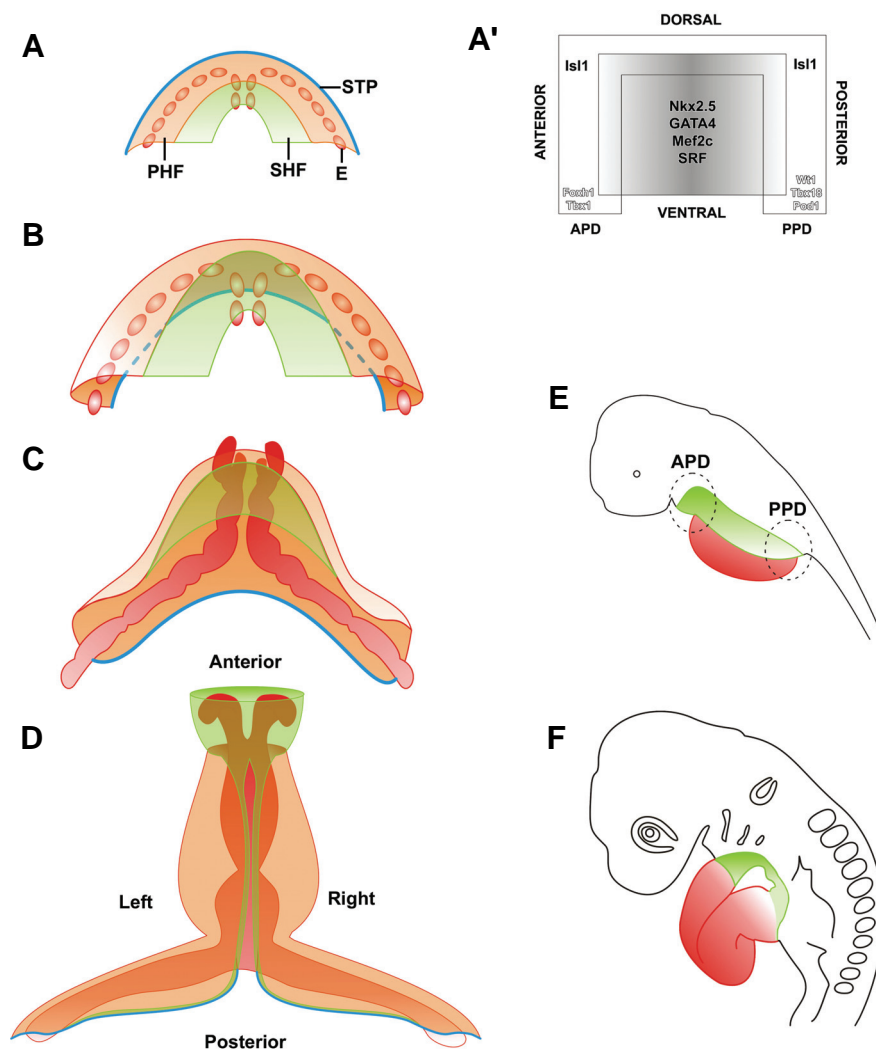 A
STP
PHF
SHF
E
A'
DORSAL
Isl1
Isl1
ANTERIOR
POSTERIOR
Nkx2.5
GATA4
Mef2c
SRF
Foxh1
Tbx1
Wt1
Tbx18
Pod1
VENTRAL
APD
PPD
B
C
Anterior
D
Left
Right
Posterior
E
APD
PPD
F